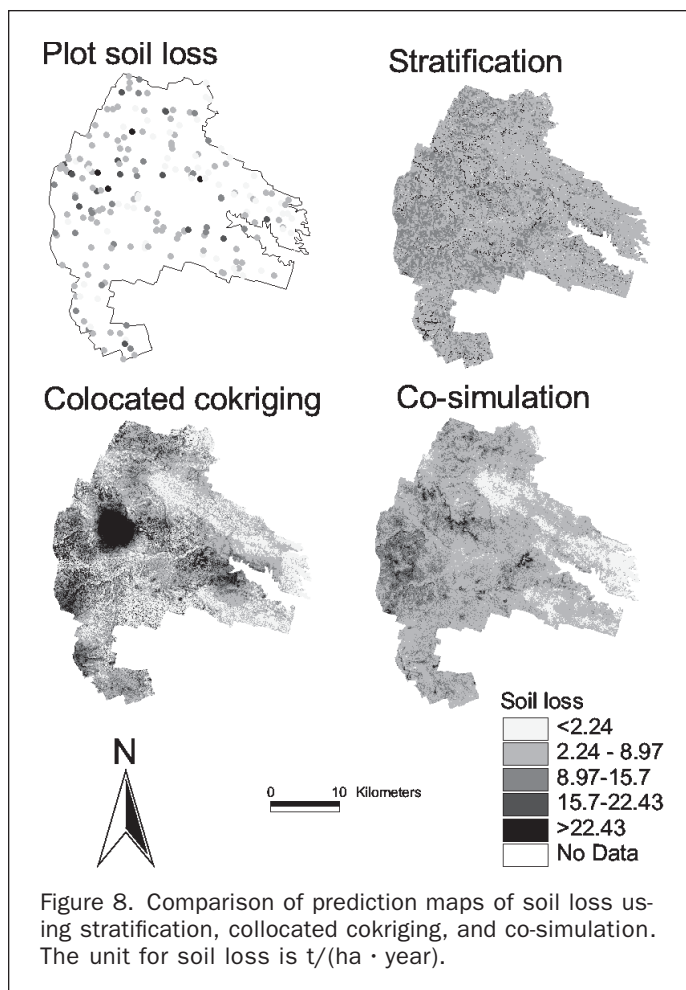 Plot soil loss
Stratification
Colocated cokriging
Co-simulation
Soil loss
<2.24
2.24 - 8.97
8.97-15.7
15.7-22.43
>22.43
No Data
N
0 10 Kilometers
Figure 8. Comparison of prediction maps of soil loss us-
ing stratification, collocated cokriging, and co-simulation.
The unit for soil loss is t/(ha · year).